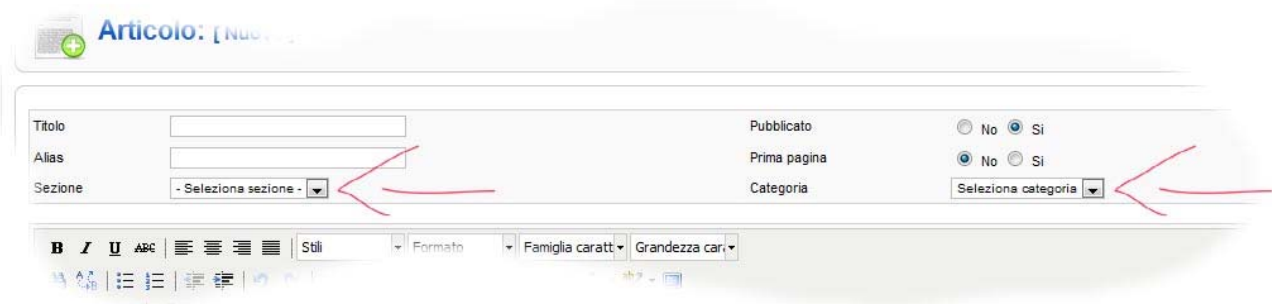 Articolo: [Nuovo]
Titolo
Pubblicato No Si
Alias
Prima pagina No Si
Sezione - Seleziona sezione -
Categoria Seleziona categoria
B I U ABC Stili Formato Famiglia caratt Grandezza car